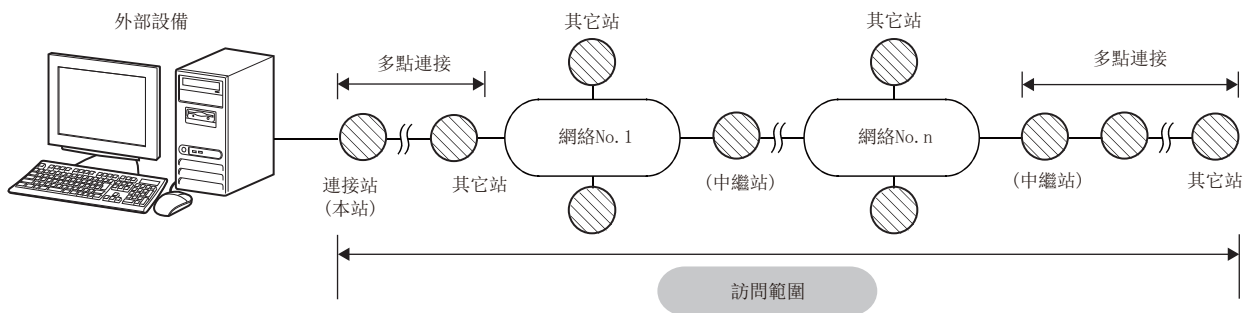 外部設備
其它站
其它站
多點連接
多點連接
網絡No.1
網絡No.n
連接站
(本站)
其它站
(中繼站)
(中繼站)
其它站
訪問範圍